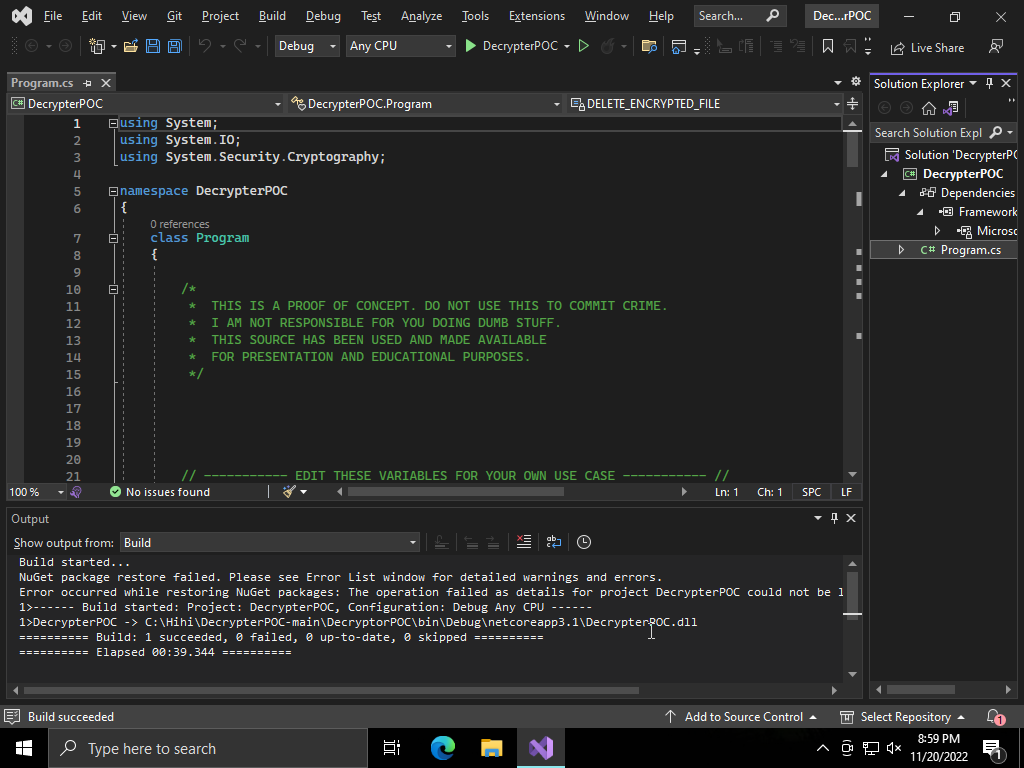 File Edit View Git Project Build Debug Test Analyze Tools Extensions Window Help Search... Dec...rPOC
Debug Any CPU DecrypterPOC Live Share
Program.cs
DecrypterPOC DecrypterPOC.Program DELETE_ENCRYPTED_FILE
1 using System;
2 using System.IO;
3 using System.Security.Cryptography;
4
5 namespace DecrypterPOC
6 {
0 references
7 class Program
8 {
9
10 /*
11 * THIS IS A PROOF OF CONCEPT. DO NOT USE THIS TO COMMIT CRIME.
12 * I AM NOT RESPONSIBLE FOR YOU DOING DUMB STUFF.
13 * THIS SOURCE HAS BEEN USED AND MADE AVAILABLE
14 * FOR PRESENTATION AND EDUCATIONAL PURPOSES.
15 */
16
17
18
19
20
21 // ----------- EDIT THESE VARIABLES FOR YOUR OWN USE CASE ----------- //
100 % No issues found Ln: 1 Ch: 1 SPC LF
Solution Explorer
Search Solution Expl
Solution 'DecrypterPO
DecrypterPOC
Dependencies
Framework
Microso
C# Program.cs
Output
Show output from: Build
Build started...
NuGet package restore failed. Please see Error List window for detailed warnings and errors.
Error occurred while restoring NuGet packages: The operation failed as details for project DecrypterPOC could not be l
1>------ Build started: Project: DecrypterPOC, Configuration: Debug Any CPU ------
1>DecrypterPOC -> C:\Hihi\DecrypterPOC-main\DecryptorPOC\bin\Debug\netcoreapp3.1\DecrypterPOC.dll
========== Build: 1 succeeded, 0 failed, 0 up-to-date, 0 skipped ==========
========== Elapsed 00:39.344 ==========
Build succeeded Add to Source Control Select Repository 1
Type here to search 8:59 PM
11/20/2022 1